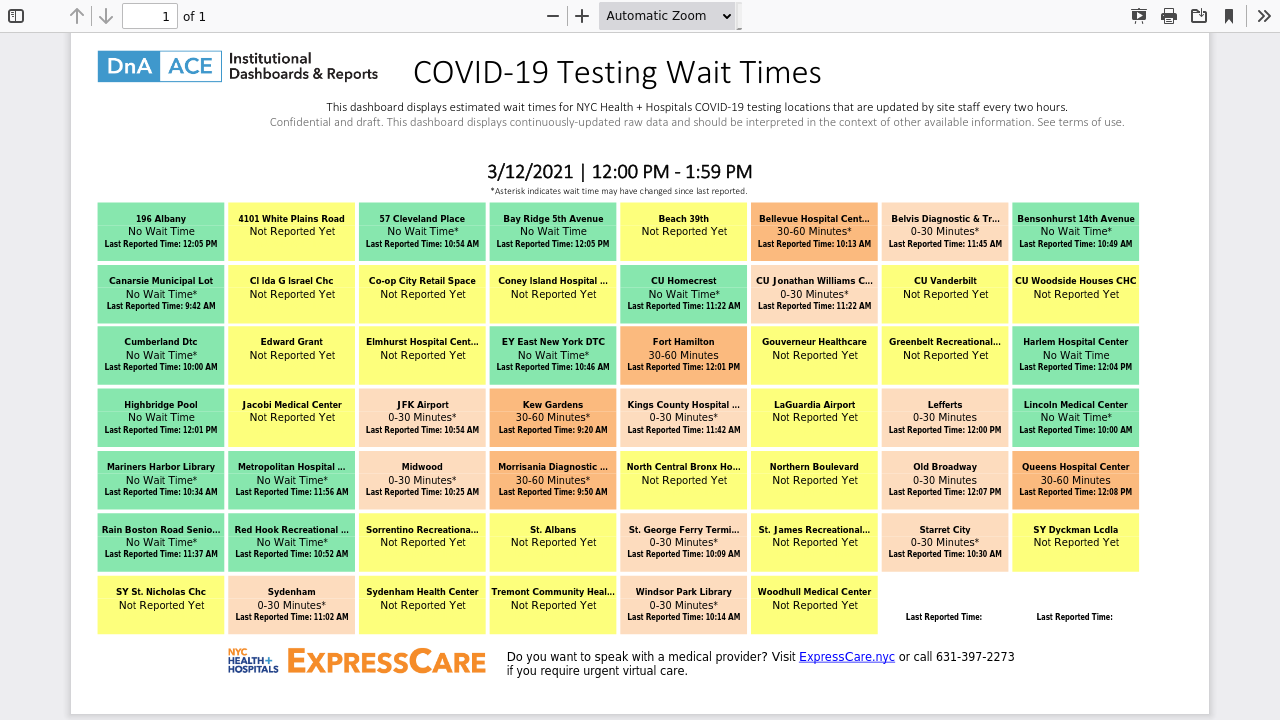 1 of 1
Automatic Zoom
DnA ACE Institutional Dashboards & Reports
COVID-19 Testing Wait Times
This dashboard displays estimated wait times for NYC Health + Hospitals COVID-19 testing locations that are updated by site staff every two hours.
Confidential and draft. This dashboard displays continuously-updated raw data and should be interpreted in the context of other available information. See terms of use.
3/12/2021 | 12:00 PM - 1:59 PM
*Asterisk indicates wait time may have changed since last reported.
196 Albany
No Wait Time
Last Reported Time: 12:05 PM
4101 White Plains Road
Not Reported Yet
57 Cleveland Place
No Wait Time*
Last Reported Time: 10:54 AM
Bay Ridge 5th Avenue
No Wait Time
Last Reported Time: 12:05 PM
Beach 39th
Not Reported Yet
Bellevue Hospital Cent...
30-60 Minutes*
Last Reported Time: 10:13 AM
Belvis Diagnostic & Tr...
0-30 Minutes*
Last Reported Time: 11:45 AM
Bensonhurst 14th Avenue
No Wait Time*
Last Reported Time: 10:49 AM
Canarsie Municipal Lot
No Wait Time*
Last Reported Time: 9:42 AM
Cl Ida G Israel Chc
Not Reported Yet
Co-op City Retail Space
Not Reported Yet
Coney Island Hospital ...
Not Reported Yet
CU Homecrest
No Wait Time*
Last Reported Time: 11:22 AM
CU Jonathan Williams C...
0-30 Minutes*
Last Reported Time: 11:22 AM
CU Vanderbilt
Not Reported Yet
CU Woodside Houses CHC
Not Reported Yet
Cumberland Dtc
No Wait Time*
Last Reported Time: 10:00 AM
Edward Grant
Not Reported Yet
Elmhurst Hospital Cent...
Not Reported Yet
EY East New York DTC
No Wait Time*
Last Reported Time: 10:46 AM
Fort Hamilton
30-60 Minutes
Last Reported Time: 12:01 PM
Gouverneur Healthcare
Not Reported Yet
Greenbelt Recreational...
Not Reported Yet
Harlem Hospital Center
No Wait Time
Last Reported Time: 12:04 PM
Highbridge Pool
No Wait Time
Last Reported Time: 12:01 PM
Jacobi Medical Center
Not Reported Yet
JFK Airport
0-30 Minutes*
Last Reported Time: 10:54 AM
Kew Gardens
30-60 Minutes*
Last Reported Time: 9:20 AM
Kings County Hospital ...
0-30 Minutes*
Last Reported Time: 11:42 AM
LaGuardia Airport
Not Reported Yet
Lefferts
0-30 Minutes
Last Reported Time: 12:00 PM
Lincoln Medical Center
No Wait Time*
Last Reported Time: 10:00 AM
Mariners Harbor Library
No Wait Time*
Last Reported Time: 10:34 AM
Metropolitan Hospital ...
No Wait Time*
Last Reported Time: 11:56 AM
Midwood
0-30 Minutes*
Last Reported Time: 10:25 AM
Morrisania Diagnostic ...
30-60 Minutes*
Last Reported Time: 9:50 AM
North Central Bronx Ho...
Not Reported Yet
Northern Boulevard
Not Reported Yet
Old Broadway
0-30 Minutes
Last Reported Time: 12:07 PM
Queens Hospital Center
30-60 Minutes
Last Reported Time: 12:08 PM
Rain Boston Road Senio...
No Wait Time*
Last Reported Time: 11:37 AM
Red Hook Recreational ...
No Wait Time*
Last Reported Time: 10:52 AM
Sorrentino Recreationa...
Not Reported Yet
St. Albans
Not Reported Yet
St. George Ferry Termi...
0-30 Minutes*
Last Reported Time: 10:09 AM
St. James Recreational...
Not Reported Yet
Starret City
0-30 Minutes*
Last Reported Time: 10:30 AM
SY Dyckman Lcdla
Not Reported Yet
SY St. Nicholas Chc
Not Reported Yet
Sydenham
0-30 Minutes*
Last Reported Time: 11:02 AM
Sydenham Health Center
Not Reported Yet
Tremont Community Heal...
Not Reported Yet
Windsor Park Library
0-30 Minutes*
Last Reported Time: 10:14 AM
Woodhull Medical Center
Not Reported Yet
Last Reported Time:
Last Reported Time:
NYC HEALTH+ HOSPITALS
EXPRESSCARE
Do you want to speak with a medical provider? Visit ExpressCare.nyc or call 631-397-2273
if you require urgent virtual care.